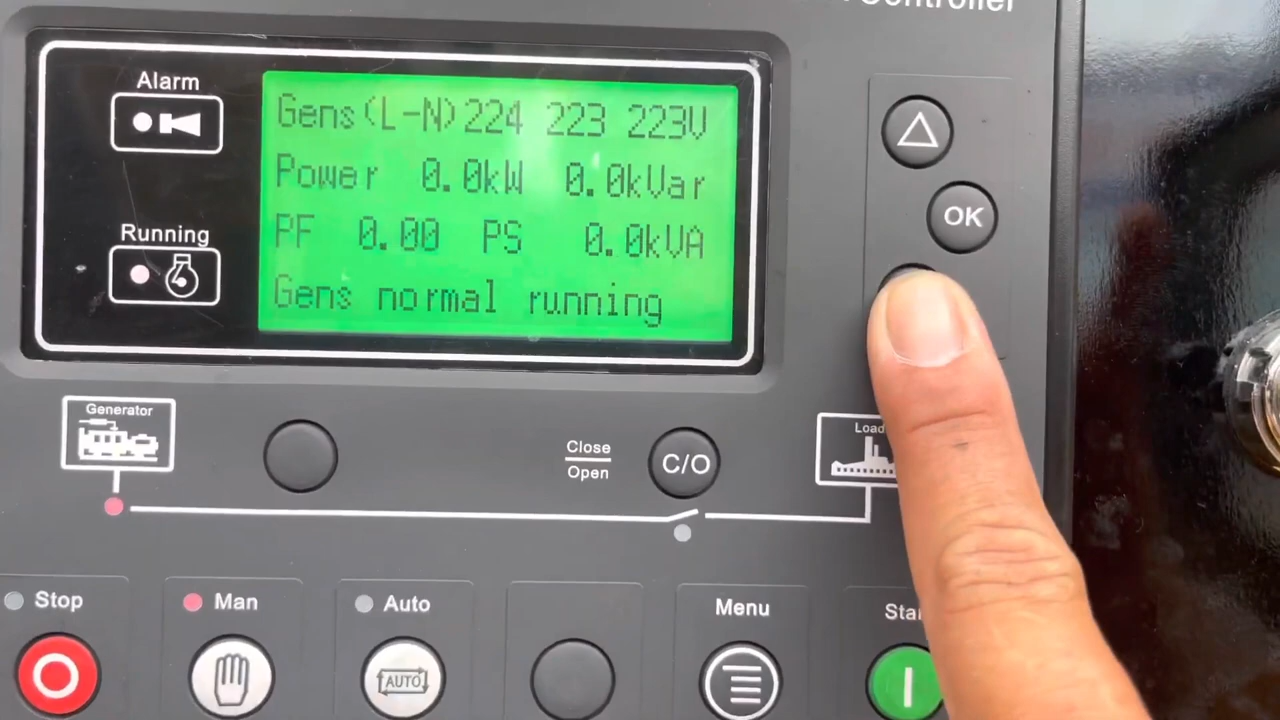 Controller
Alarm
Gens(L-N)224 223 223V
Power 0.0kW 0.0kVar
PF 0.00 PS 0.0kVA
Gens normal running
Running
OK
Generator
Close
Open
C/O
Load
Stop
Man
Auto
Menu
AUTO